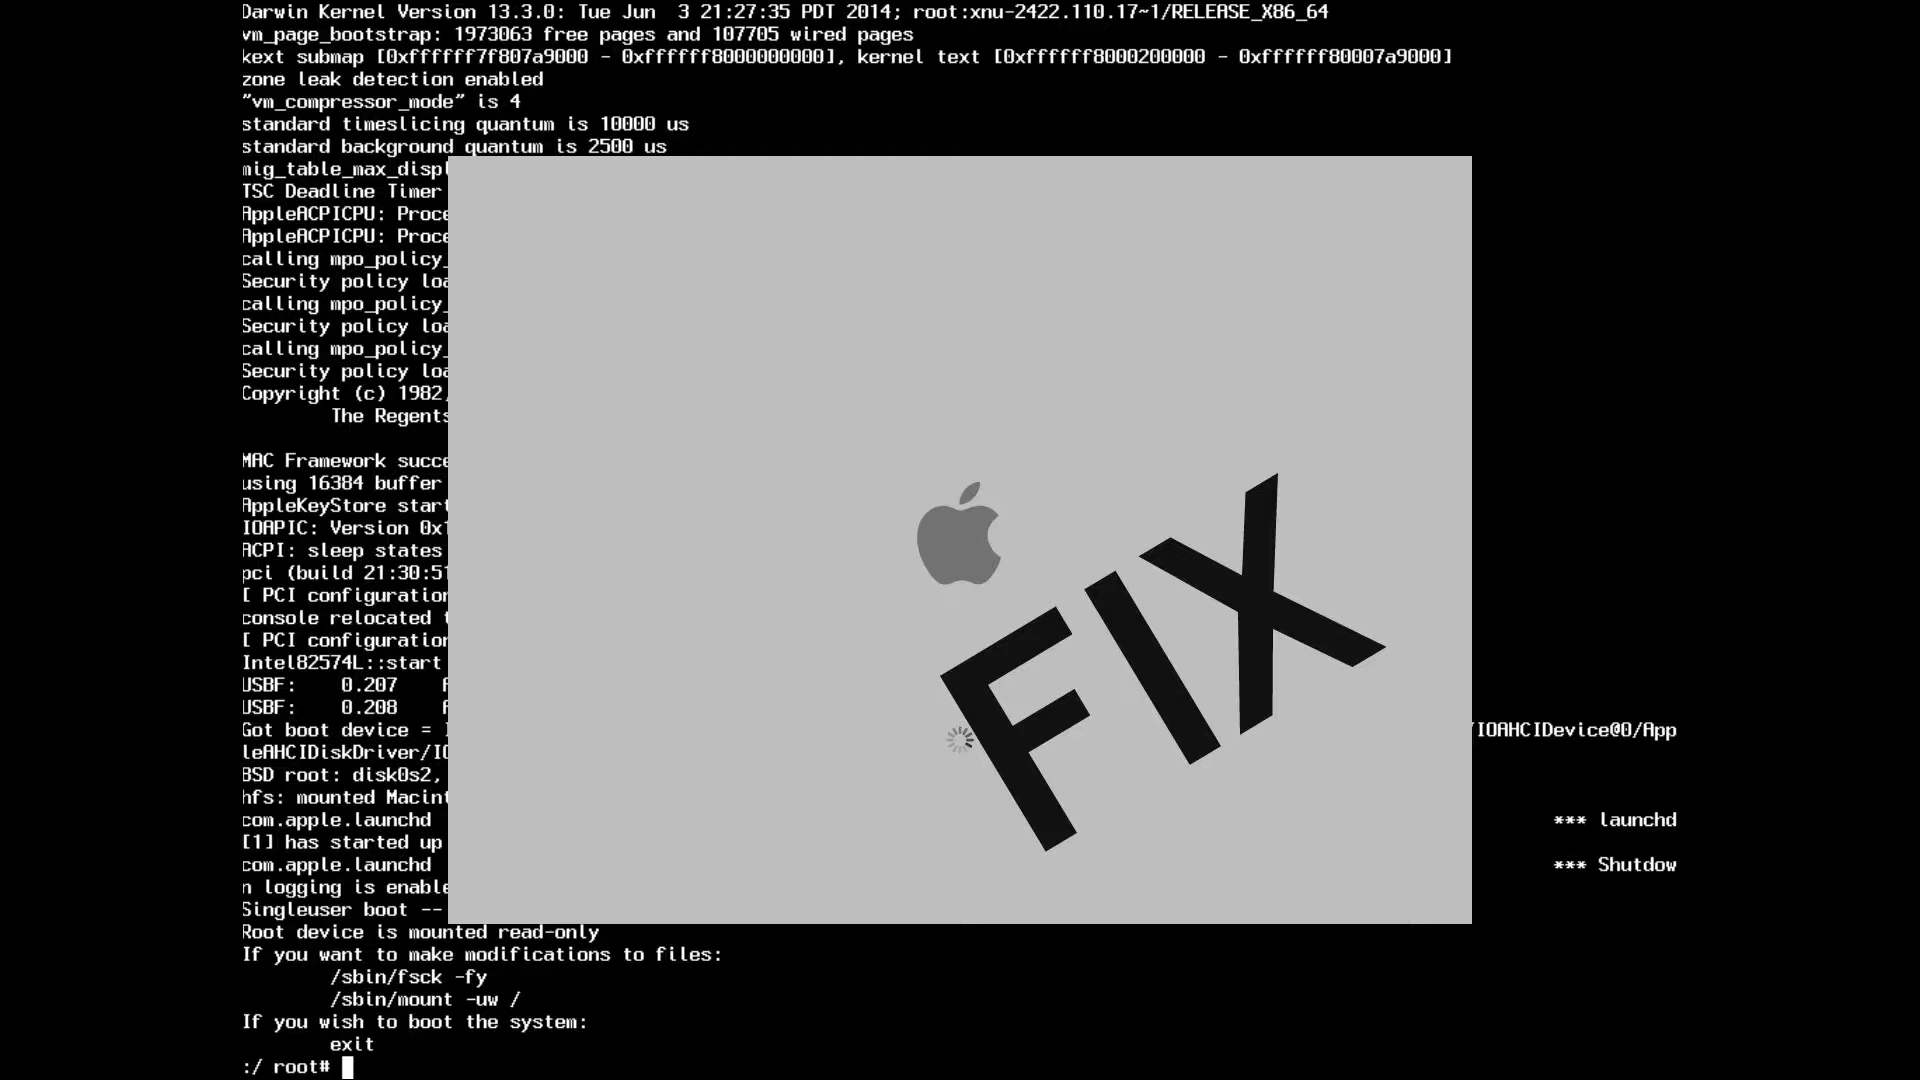 Darwin Kernel Version 13.3.0: Tue Jun  3 21:27:35 PDT 2014; root:xnu-2422.110.17~1/RELEASE_X86_64
vm_page_bootstrap: 1973063 free pages and 107705 wired pages
kext submap [0xffffff7f807a9000 - 0xffffff8000000000], kernel text [0xffffff8000200000 - 0xffffff80007a9000]
zone leak detection enabled
"vm_compressor_mode" is 4
standard timeslicing quantum is 10000 us
standard background quantum is 2500 us
mig_table_max_displ
TSC Deadline Timer
AppleACPICPU: Proce
AppleACPICPU: Proce
calling mpo_policy_
Security policy loa
calling mpo_policy_
Security policy loa
calling mpo_policy_
Security policy loa
Copyright (c) 1982,
The Regents
MAC Framework succe
using 16384 buffer
AppleKeyStore start
IOAPIC: Version 0x1
ACPI: sleep states
pci (build 21:30:51
[ PCI configuration
console relocated t
[ PCI configuration
Intel82574L::start
USBF:    0.207
USBF:    0.208
Got boot device = I /IOAHCIDevice@0/App
leAHCIDiskDriver/IO
BSD root: disk0s2,
hfs: mounted Macint
com.apple.launchd *** launchd
[1] has started up
com.apple.launchd *** Shutdow
n logging is enable
Singleuser boot --
Root device is mounted read-only
If you want to make modifications to files:
/sbin/fsck -fy
/sbin/mount -uw /
If you wish to boot the system:
exit
:/ root#
FIX